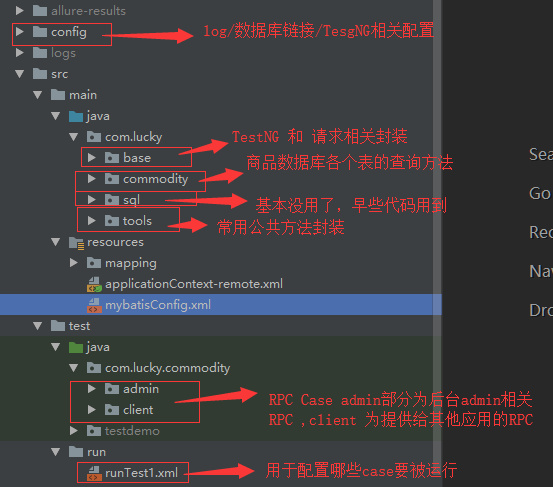 allure-results
config
log/数据库链接/TesgNG相关配置
logs
src
main
java
com.lucky
TestNG 和 请求相关封装
base
商品数据库各个表的查询方法
commodity
sql
基本没用了，早些代码用到
tools
常用公共方法封装
resources
mapping
applicationContext-remote.xml
mybatisConfig.xml
test
java
com.lucky.commodity
admin
RPC Case admin部分为后台admin相关
client
RPC ,client 为提供给其他应用的RPC
testdemo
run
runTest1.xml
用于配置哪些case要被运行
Sea
Go
Rec
Nav
Dro